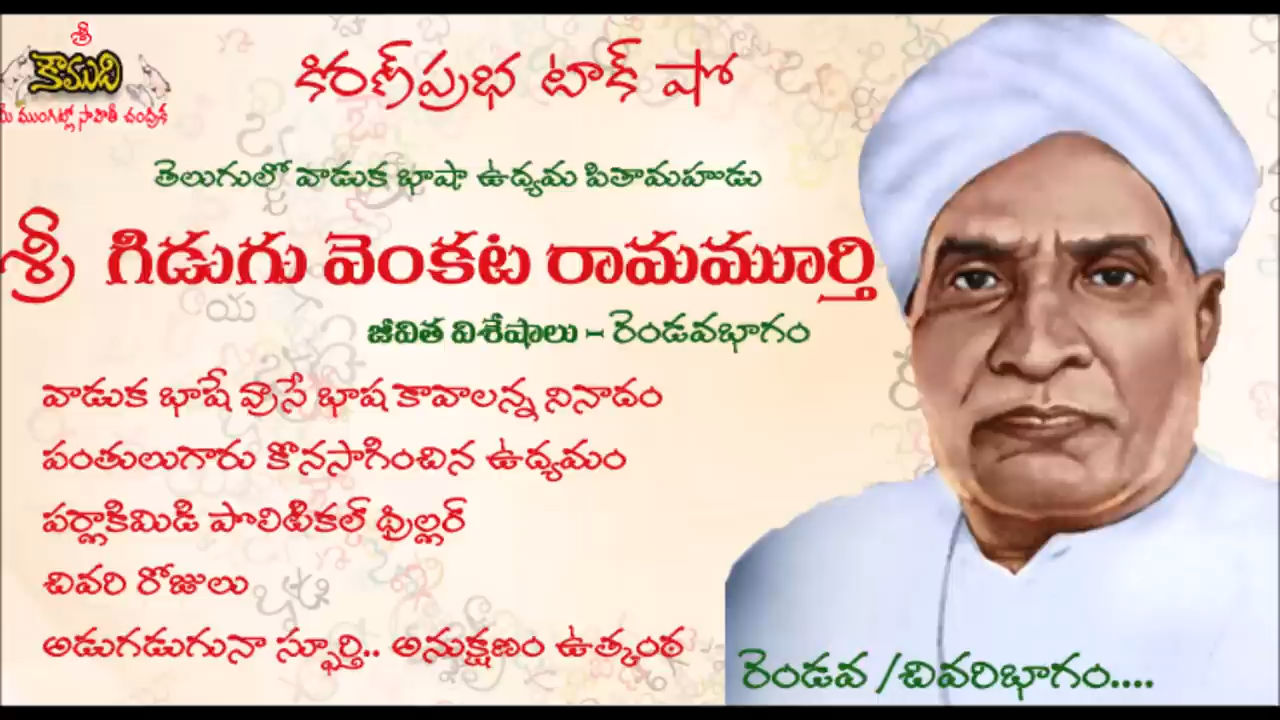 శ్రీ
కౌముది
మీ ముంగిట్లో సాహితీ చంద్రిక
కిరణ్‌ప్రభ టాక్ షో
తెలుగులో వాడుక భాషా ఉద్యమ పితామహుడు
శ్రీ గిడుగు వెంకట రామమూర్తి
జీవిత విశేషాలు - రెండవభాగం
వాడుక భాషే వ్రాసే భాష కావాలన్న నినాదం
పంతులుగారు కొనసాగించిన ఉద్యమం
పర్లాకిమిడి పొలిటికల్ థ్రిల్లర్
చివరి రోజులు
అడుగడుగునా స్ఫూర్తి.. అనుక్షణం ఉత్కంఠ
రెండవ /చివరిభాగం....